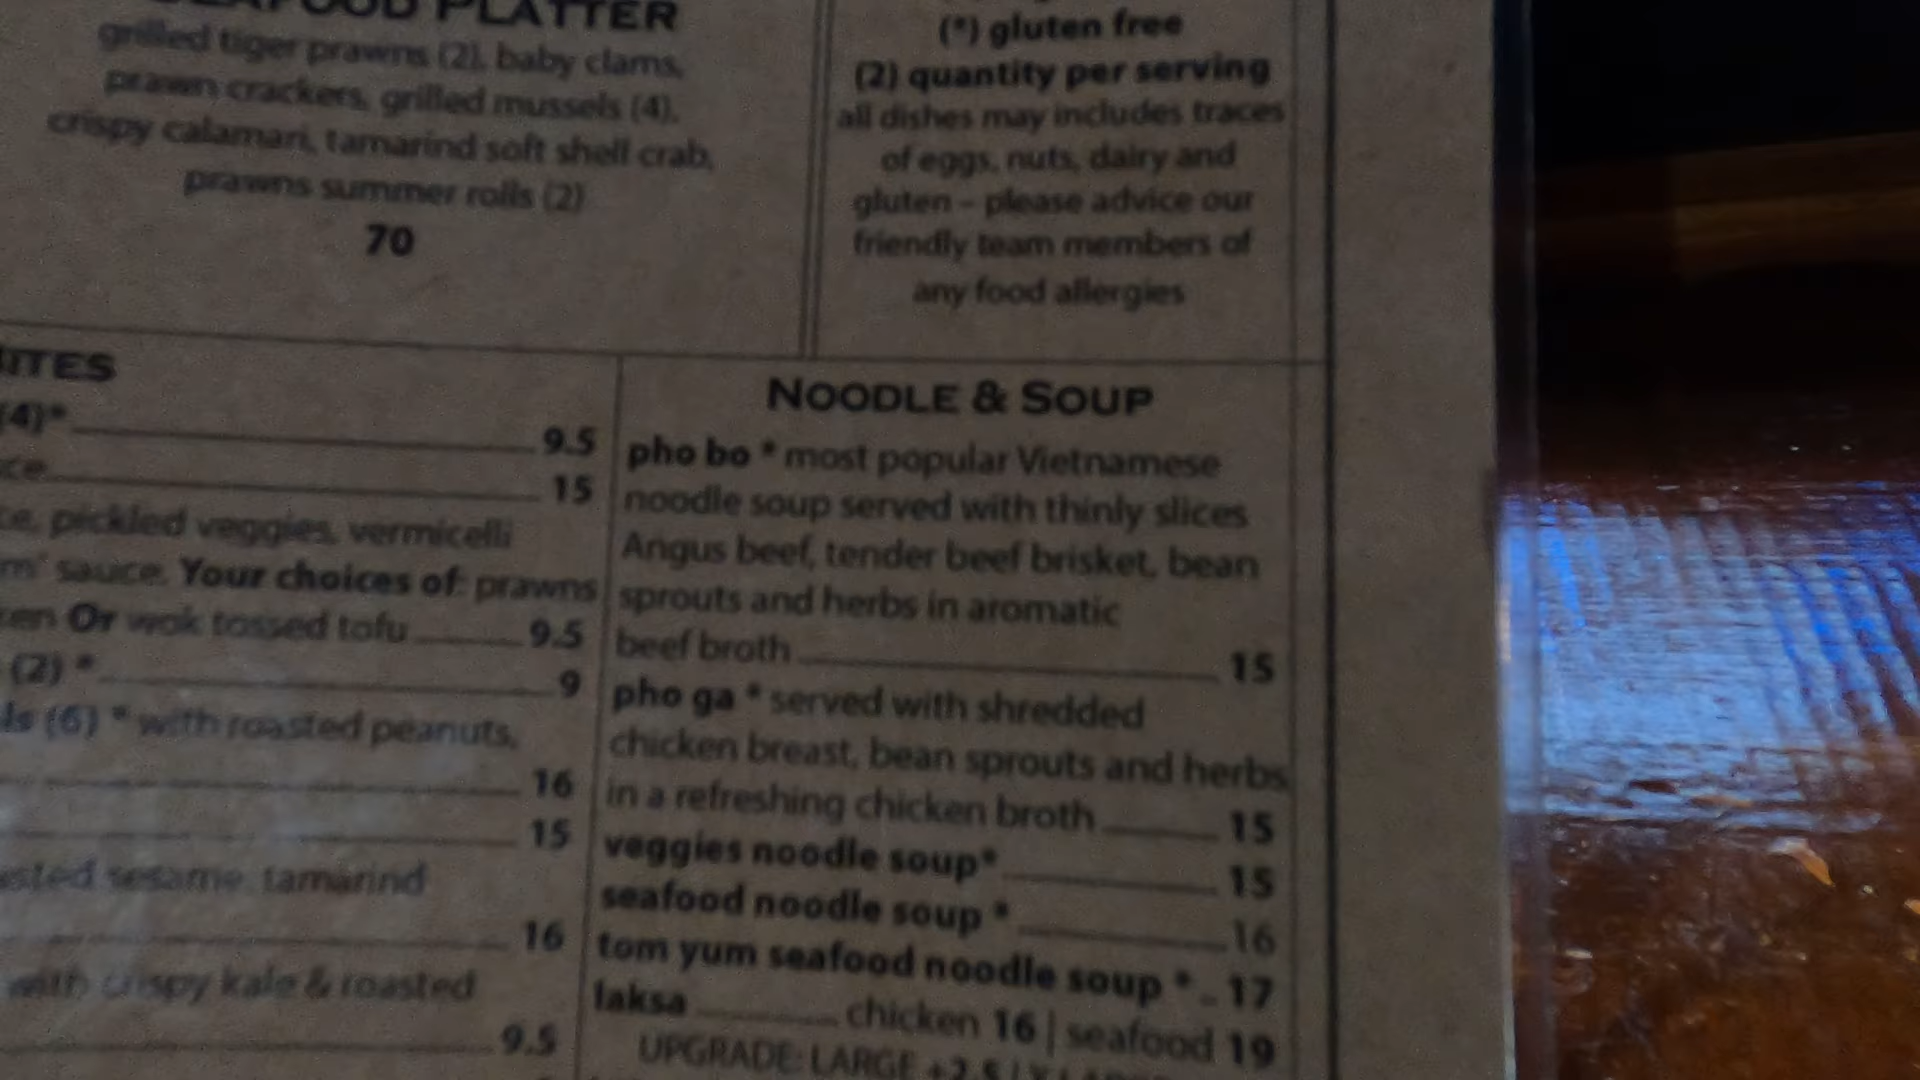 PLATTER
grilled tiger prawns (2), baby clams,
prawn crackers, grilled mussels (4),
crispy calamari, tamarind soft shell crab,
prawns summer rolls (2)
70
(*) gluten free
(2) quantity per serving
all dishes may includes traces
of eggs, nuts, dairy and
gluten – please advice our
friendly team members of
any food allergies
(4)* 9.5
15
pickled veggies, vermicelli
sauce. Your choices of: prawns
Or wok tossed tofu 9.5
(2) * 9
(6) * with roasted peanuts,
16
15
sesame, tamarind
16
with crispy kale & roasted
9.5
NOODLE & SOUP
pho bo * most popular Vietnamese
noodle soup served with thinly slices
Angus beef, tender beef brisket, bean
sprouts and herbs in aromatic
beef broth 15
pho ga * served with shredded
chicken breast, bean sprouts and herbs
in a refreshing chicken broth 15
veggies noodle soup* 15
seafood noodle soup * 16
tom yum seafood noodle soup * 17
laksa chicken 16 | seafood 19
UPGRADE: LARGE +2.5 |